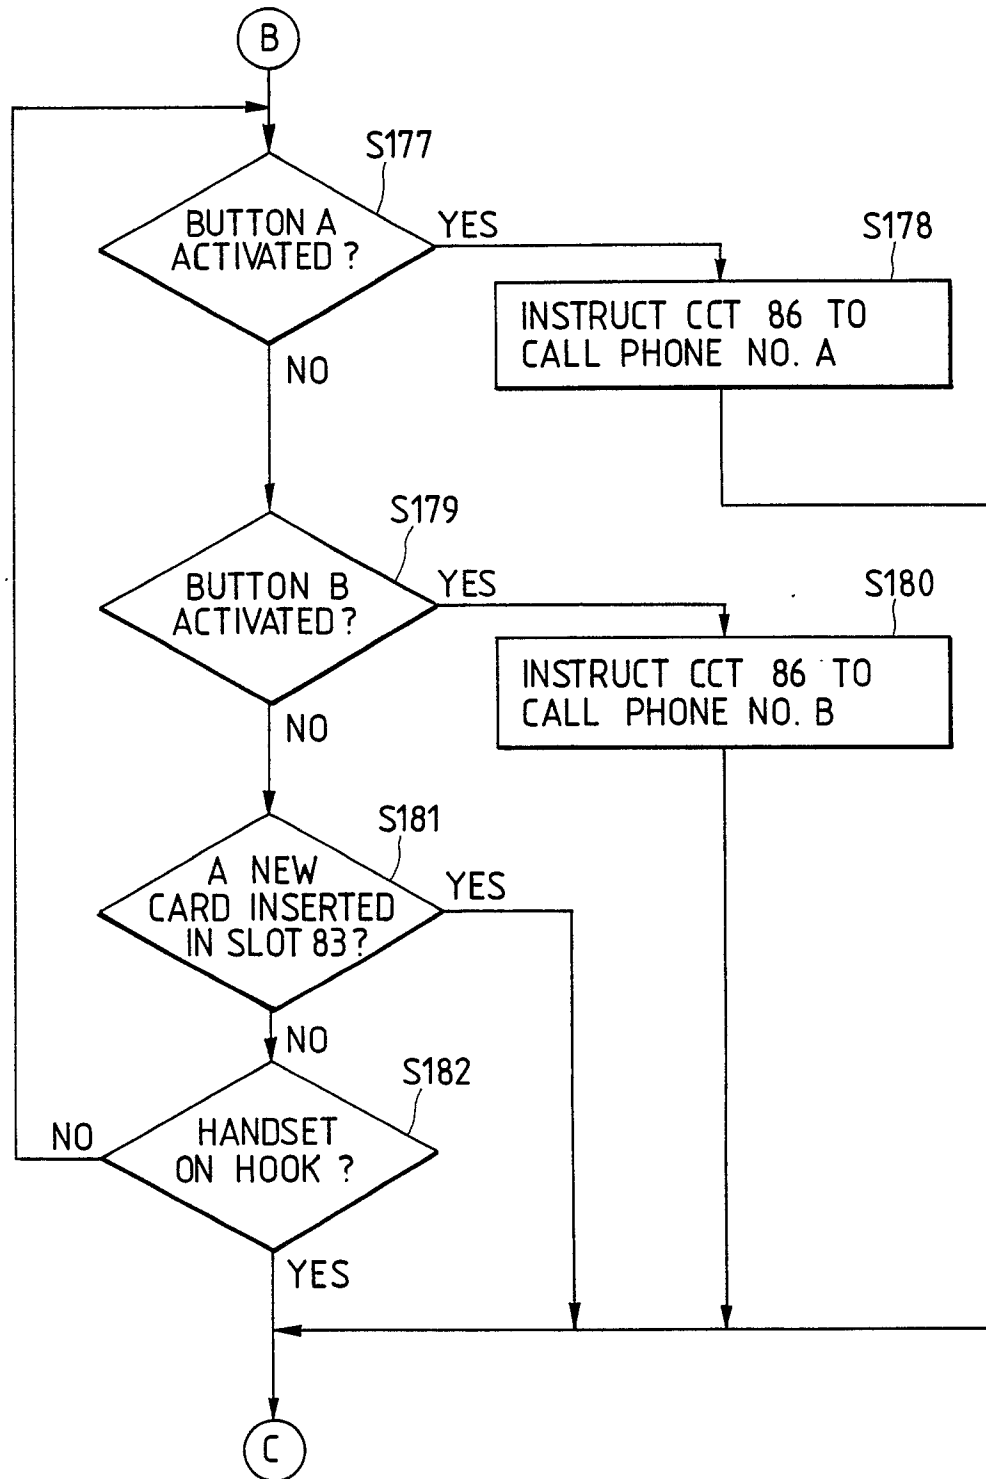 B
S177
BUTTON A
ACTIVATED ?
YES
NO
S178
INSTRUCT CCT 86 TO
CALL PHONE NO. A
S179
BUTTON B
ACTIVATED ?
YES
NO
S180
INSTRUCT CCT 86 TO
CALL PHONE NO. B
S181
A NEW
CARD INSERTED
IN SLOT 83 ?
YES
NO
S182
HANDSET
ON HOOK ?
NO
YES
C